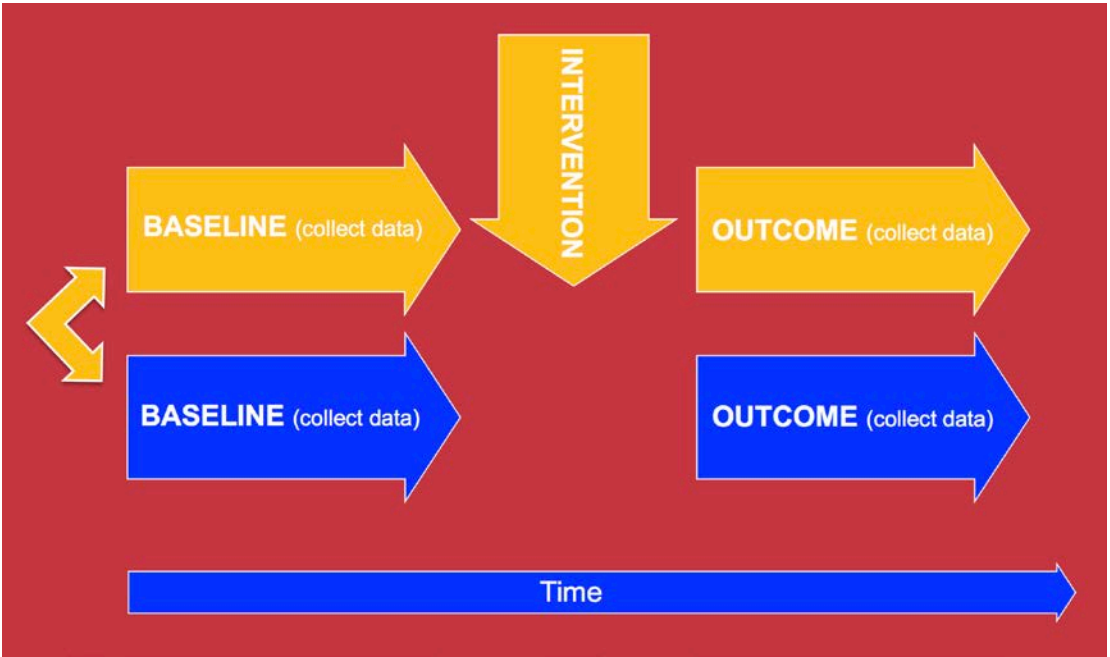 INTERVENTION
BASELINE (collect data)
OUTCOME (collect data)
BASELINE (collect data)
OUTCOME (collect data)
Time